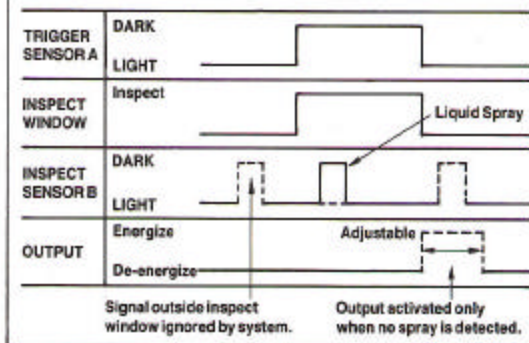 TRIGGER
SENSOR A
DARK
LIGHT
INSPECT
WINDOW
Inspect
Liquid Spray
INSPECT
SENSOR B
DARK
LIGHT
OUTPUT
Energize
Adjustable
De-energize
Signal outside inspect
window ignored by system.
Output activated only
when no spray is detected.